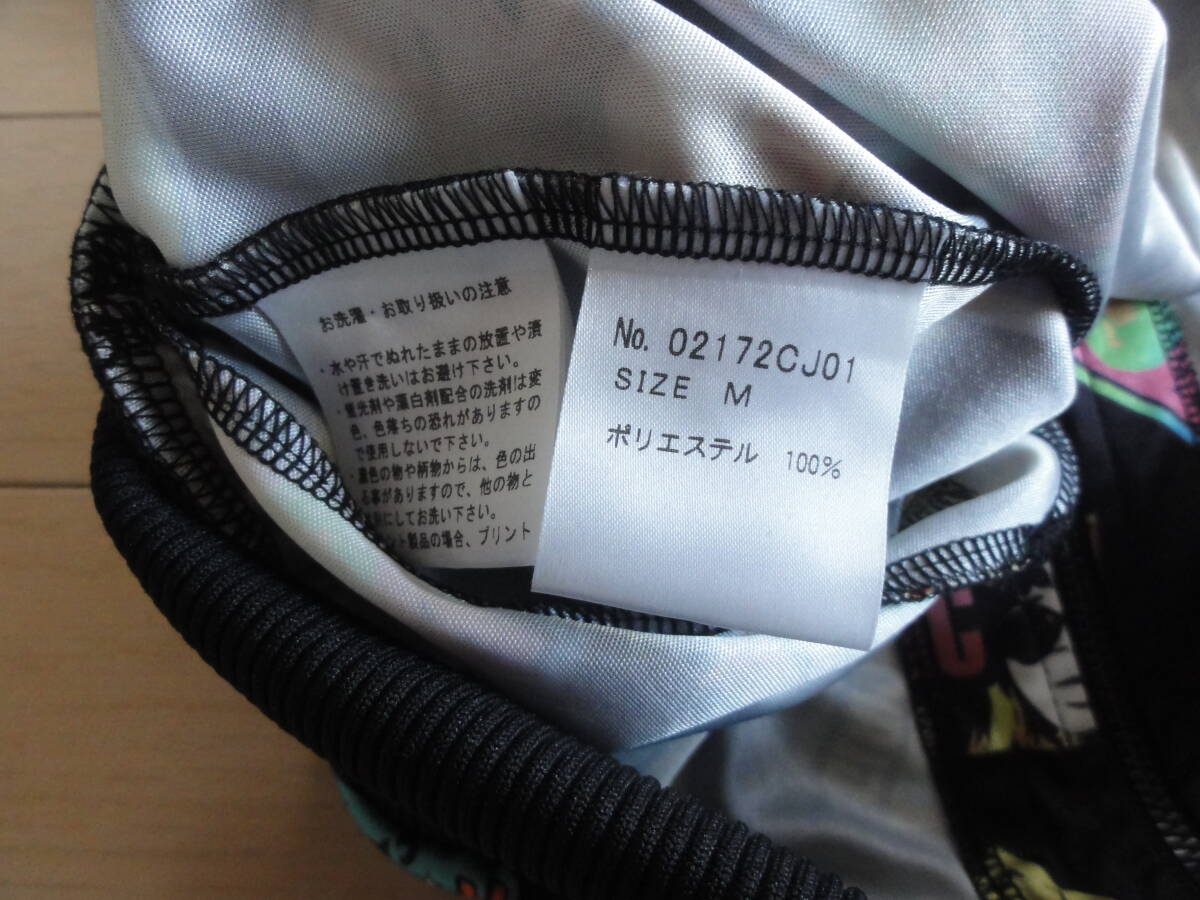 お洗濯・お取り扱いの注意
・水や汗でぬれたままの放置や済
け置き洗いはお避け下さい。
・蛍光剤や漂白剤配合の洗剤は変
色、色落ちの恐れがありますの
で使用しないで下さい。
・濃色の物や柄物からは、色の出
る事がありますので、他の物と
にしてお洗い下さい。
ント製品の場合、プリント
No. 02172CJ01
SIZE M
ポリエステル 100%
C